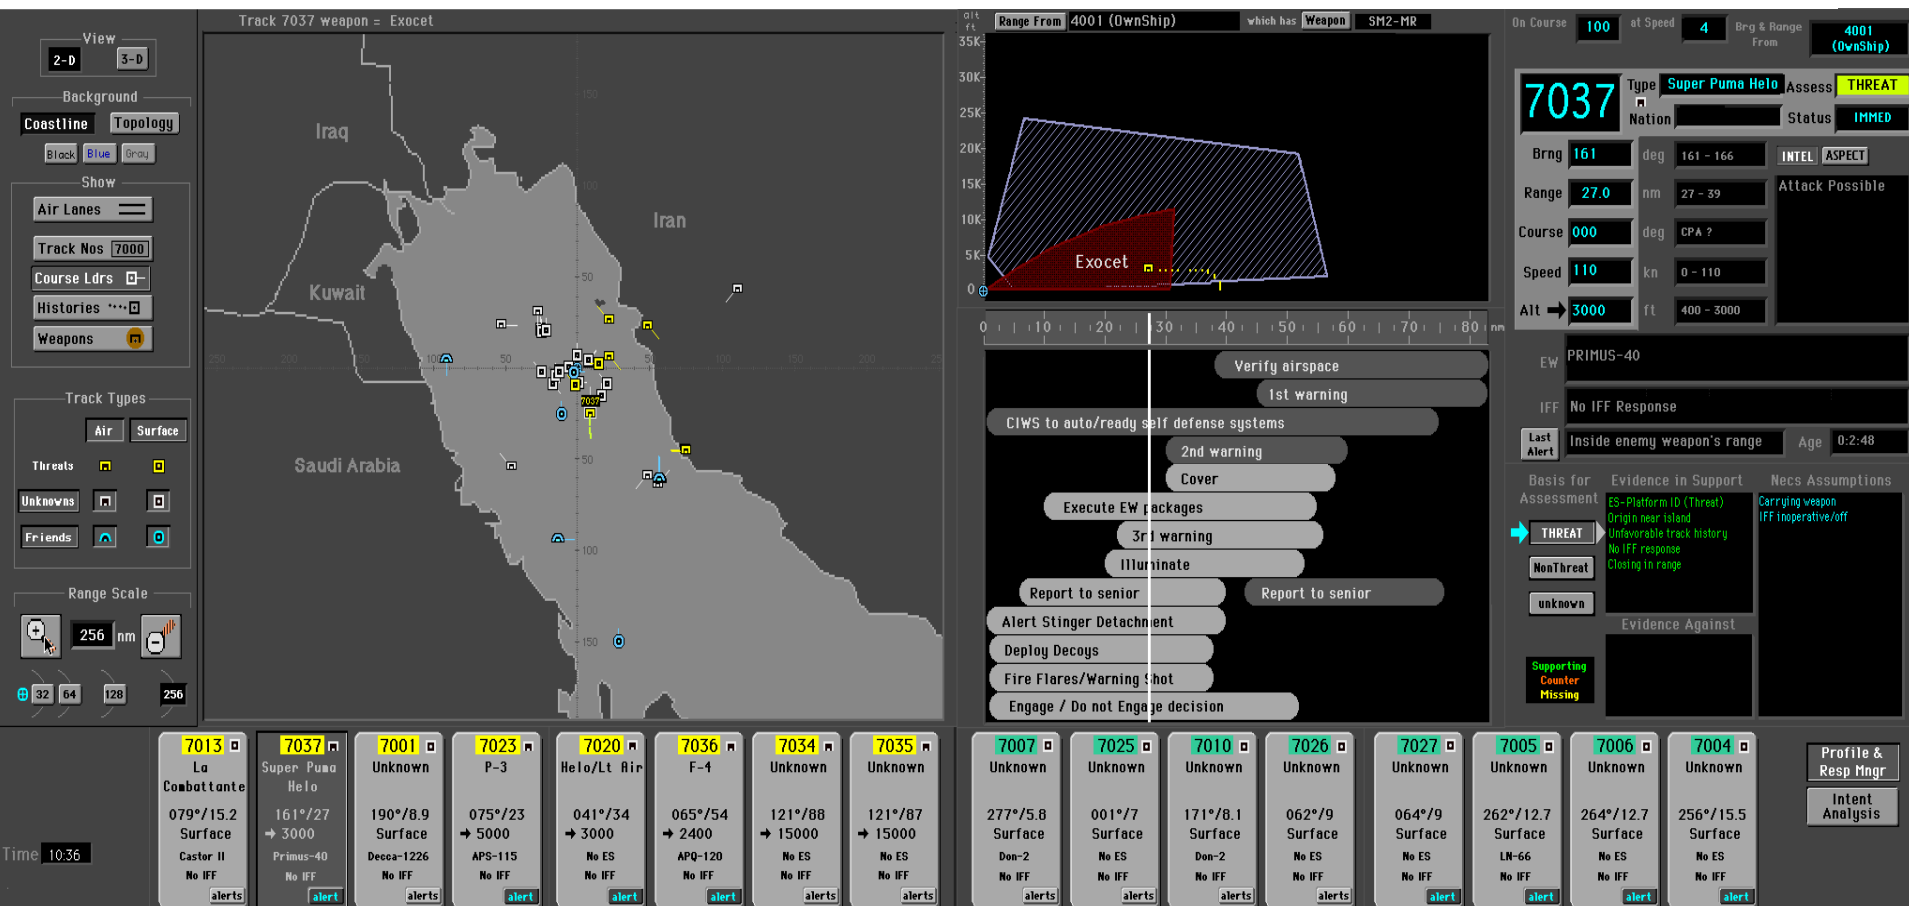 Track 7037 weapon = Exocet
View
2-D
3-D
Background
Coastline
Topology
Black
Blue
Gray
Show
Air Lanes
Track Nos 7000
Course Ldrs
Histories
Weapons
Track Types
Air
Surface
Threats
Unknowns
Friends
Range Scale
256 nm
32
64
128
256
Time 10:36
Iraq
Iran
Kuwait
Saudi Arabia
150
100
50
200
150
100
50
50
100
150
200
50
100
150
7037
alt
ft
Range From
4001 (OwnShip)
which has
Weapon
SM2-MR
35K
30K
25K
20K
15K
10K
5K
0
Exocet
0 10 20 30 40 50 60 70 80 nm
Verify airspace
1st warning
CIWS to auto/ready self defense systems
2nd warning
Cover
Execute EW packages
3rd warning
Illuminate
Report to senior
Report to senior
Alert Stinger Detachment
Deploy Decoys
Fire Flares/Warning Shot
Engage / Do not Engage decision
On Course 100 at Speed 4 Brg & Range
From
4001
(OwnShip)
7037
Type Super Puma Helo
Assess THREAT
Nation
Status IMMED
Brng 161 deg 161 - 166
INTEL ASPECT
Range 27.0 nm 27 - 39
Attack Possible
Course 000 deg CPA ?
Speed 110 kn 0 - 110
Alt 3000 ft 400 - 3000
EW PRIMUS-40
IFF No IFF Response
Last
Alert
Inside enemy weapon's range
Age 0:2:48
Basis for
Assessment
THREAT
NonThreat
unknown
Evidence in Support
ES-Platform ID (Threat)
Origin near island
Unfavorable track history
No IFF response
Closing in range
Necs Assumptions
Carrying weapon
IFF inoperative/off
Evidence Against
Supporting
Counter
Missing
7013
La
Combattante
079°/15.2
Surface
Castor II
No IFF
alerts
7037
Super Puma
Helo
161°/27
3000
Primus-40
No IFF
alert
7001
Unknown
190°/8.9
Surface
Decca-1226
No IFF
alerts
7023
P-3
075°/23
5000
APS-115
No IFF
alert
7020
Helo/Lt Air
041°/34
3000
No ES
No IFF
alert
7036
F-4
065°/54
2400
APQ-120
No IFF
alert
7034
Unknown
121°/88
15000
No ES
No IFF
alerts
7035
Unknown
121°/87
15000
No ES
No IFF
alerts
7007
Unknown
277°/5.8
Surface
Don-2
No IFF
alerts
7025
Unknown
001°/7
Surface
No ES
No IFF
alerts
7010
Unknown
171°/8.1
Surface
Don-2
No IFF
alerts
7026
Unknown
062°/9
Surface
No ES
No IFF
alerts
7027
Unknown
064°/9
Surface
No ES
No IFF
alert
7005
Unknown
262°/12.7
Surface
LN-66
No IFF
alert
7006
Unknown
264°/12.7
Surface
No ES
No IFF
alert
7004
Unknown
256°/15.5
Surface
No ES
No IFF
alert
Profile &
Resp Mngr
Intent
Analysis